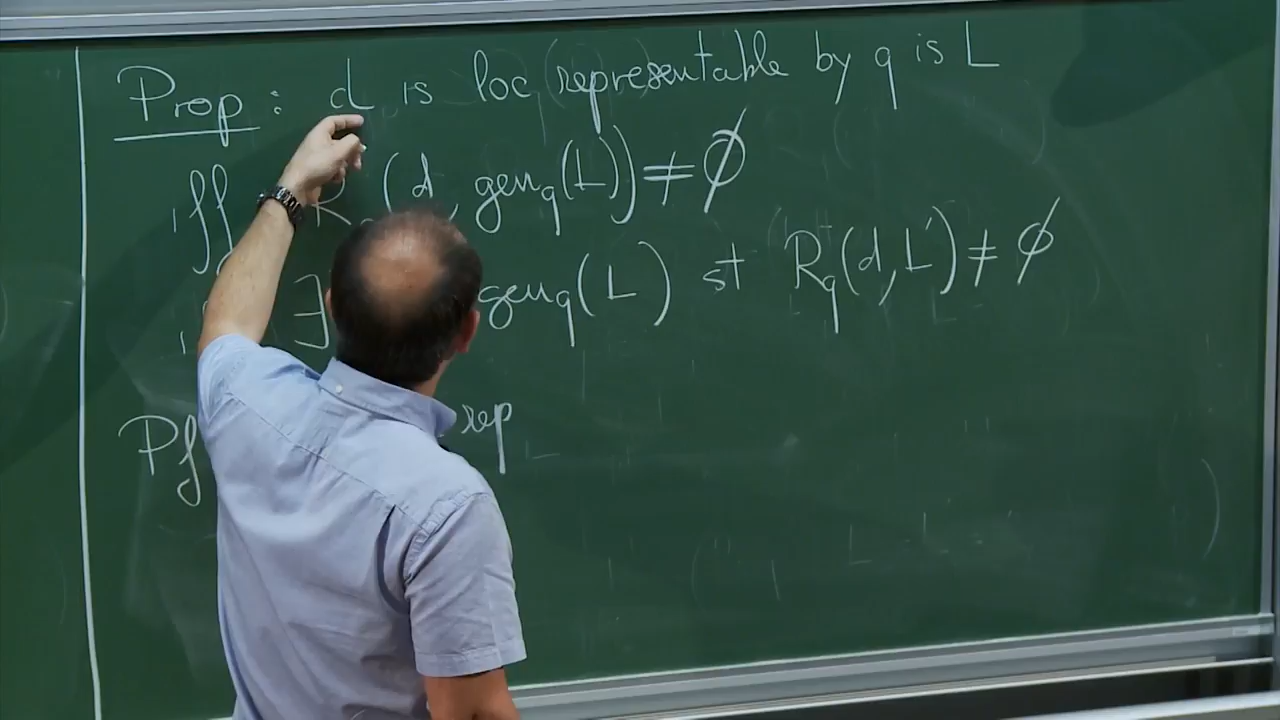 Prop : d is loc representable by q is L
iff R (d, gen_q(L)) ≠ ∅
∃ gen_q(L) st R_q(d, L') ≠ ∅
Pf rep